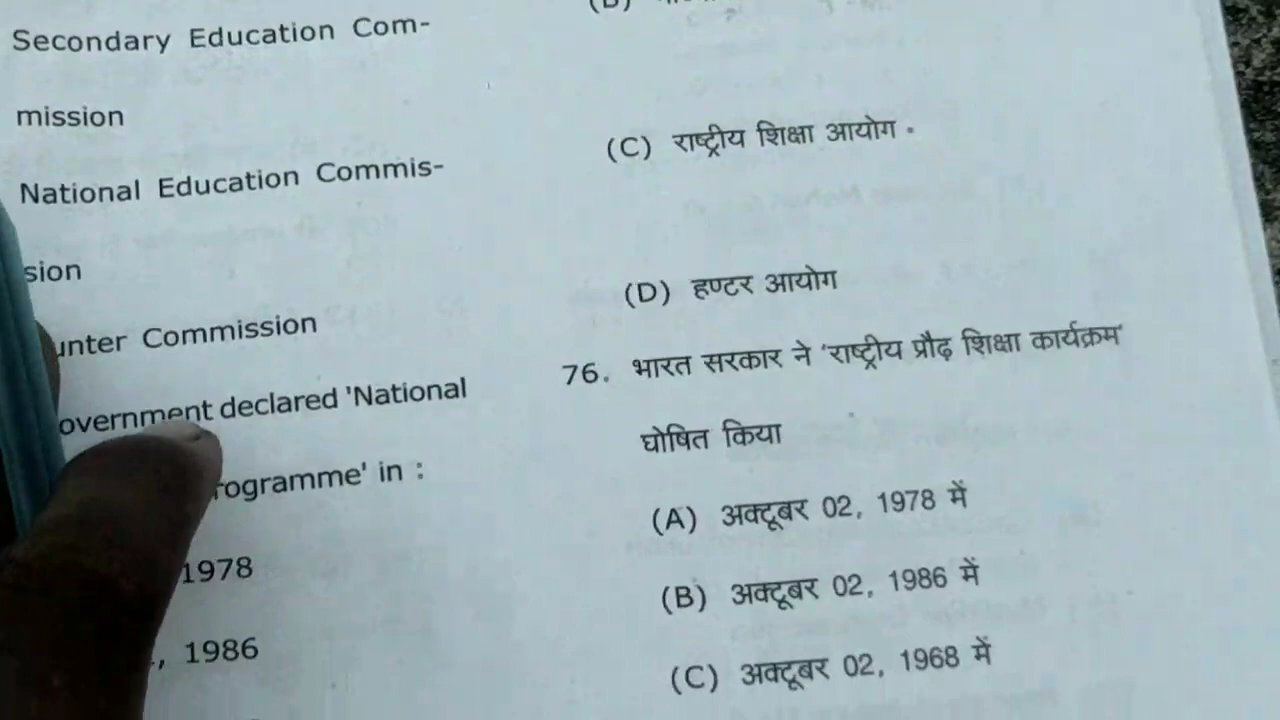 Secondary Education Com-
mission
National Education Commis-
sion
unter Commission
overnment declared 'National
rogramme' in :
1978
, 1986
(C) राष्ट्रीय शिक्षा आयोग
(D) हण्टर आयोग
76. भारत सरकार ने 'राष्ट्रीय प्रौढ़ शिक्षा कार्यक्रम'
घोषित किया
(A) अक्टूबर 02, 1978 में
(B) अक्टूबर 02, 1986 में
(C) अक्टूबर 02, 1968 में